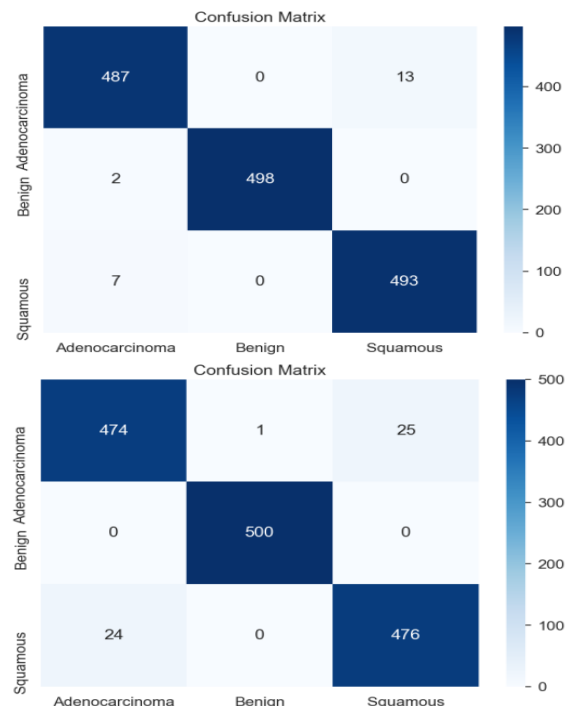 Confusion Matrix
Adenocarcinoma 487 0 13
Benign 2 498 0
Squamous 7 0 493
Adenocarcinoma Benign Squamous
400
300
200
100
0
Confusion Matrix
Adenocarcinoma 474 1 25
Benign 0 500 0
Squamous 24 0 476
Adenocarcinoma Benign Squamous
500
400
300
200
100
0